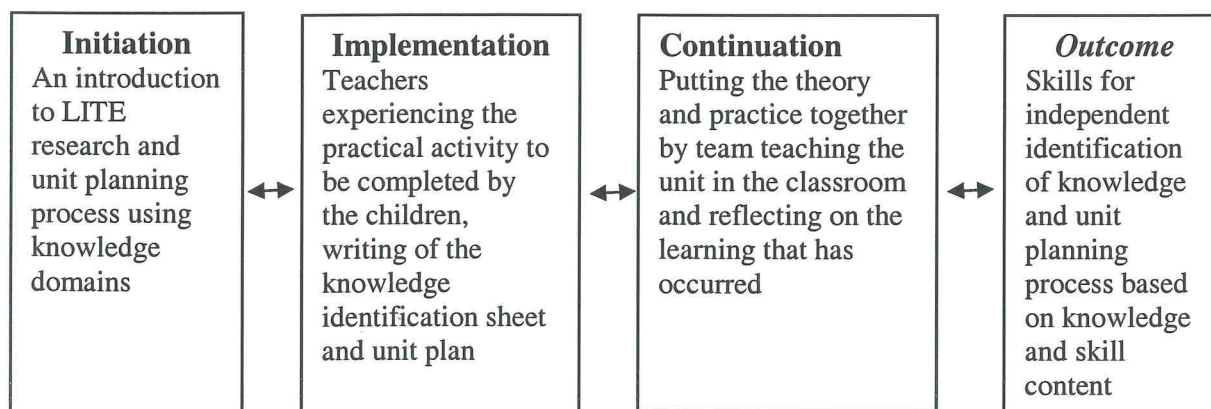 Initiation
An introduction
to LITE
research and
unit planning
process using
knowledge
domains
Implementation
Teachers
experiencing the
practical activity to
be completed by
the children,
writing of the
knowledge
identification sheet
and unit plan
Continuation
Putting the theory
and practice together
by team teaching the
unit in the classroom
and reflecting on the
learning that has
occurred
Outcome
Skills for
independent
identification
of knowledge
and unit
planning
process based
on knowledge
and skill
content